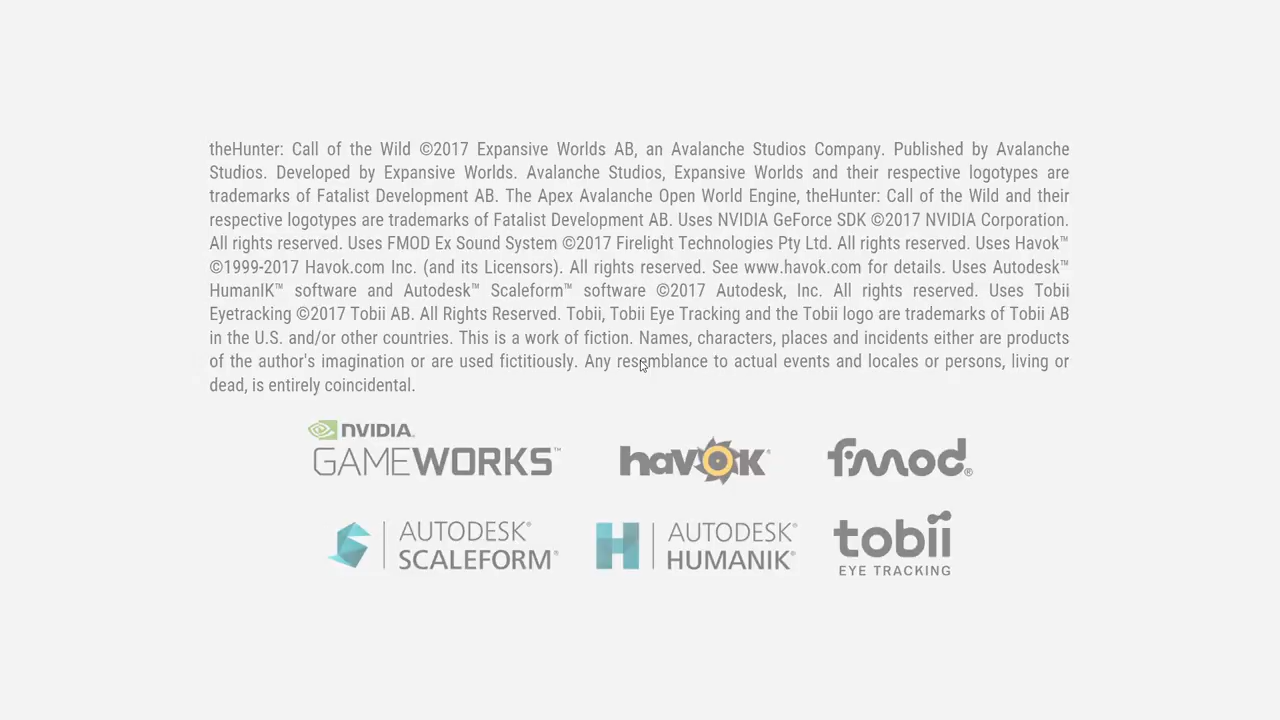 theHunter: Call of the Wild ©2017 Expansive Worlds AB, an Avalanche Studios Company. Published by Avalanche
Studios. Developed by Expansive Worlds. Avalanche Studios, Expansive Worlds and their respective logotypes are
trademarks of Fatalist Development AB. The Apex Avalanche Open World Engine, theHunter: Call of the Wild and their
respective logotypes are trademarks of Fatalist Development AB. Uses NVIDIA GeForce SDK ©2017 NVIDIA Corporation.
All rights reserved. Uses FMOD Ex Sound System ©2017 Firelight Technologies Pty Ltd. All rights reserved. Uses Havok™
©1999-2017 Havok.com Inc. (and its Licensors). All rights reserved. See www.havok.com for details. Uses Autodesk™
HumanIK™ software and Autodesk™ Scaleform™ software ©2017 Autodesk, Inc. All rights reserved. Uses Tobii
Eyetracking ©2017 Tobii AB. All Rights Reserved. Tobii, Tobii Eye Tracking and the Tobii logo are trademarks of Tobii AB
in the U.S. and/or other countries. This is a work of fiction. Names, characters, places and incidents either are products
of the author's imagination or are used fictitiously. Any resemblance to actual events and locales or persons, living or
dead, is entirely coincidental.
NVIDIA.
GAMEWORKS™
havok®
fmod®
AUTODESK®
SCALEFORM®
AUTODESK®
HUMANIK®
tobii
EYE TRACKING